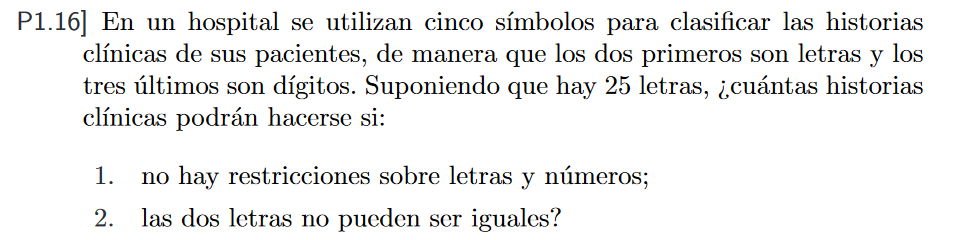 P1.16] En un hospital se utilizan cinco símbolos para clasificar las historias
clínicas de sus pacientes, de manera que los dos primeros son letras y los
tres últimos son dígitos. Suponiendo que hay 25 letras, ¿cuántas historias
clínicas podrán hacerse si:
1. no hay restricciones sobre letras y números;
2. las dos letras no pueden ser iguales?